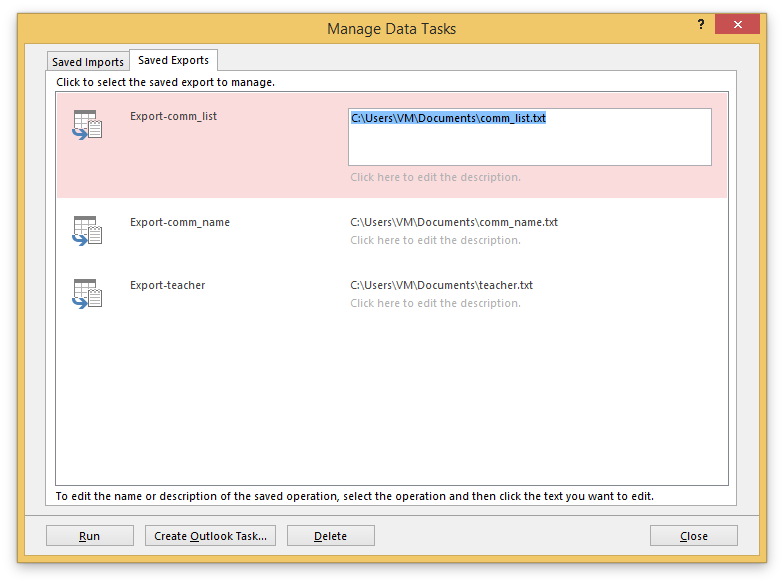 Manage Data Tasks
?
Saved Imports
Saved Exports
Click to select the saved export to manage.
Export-comm_list
C:\Users\VM\Documents\comm_list.txt
Click here to edit the description.
Export-comm_name
C:\Users\VM\Documents\comm_name.txt
Click here to edit the description.
Export-teacher
C:\Users\VM\Documents\teacher.txt
Click here to edit the description.
To edit the name or description of the saved operation, select the operation and then click the text you want to edit.
Run
Create Outlook Task...
Delete
Close